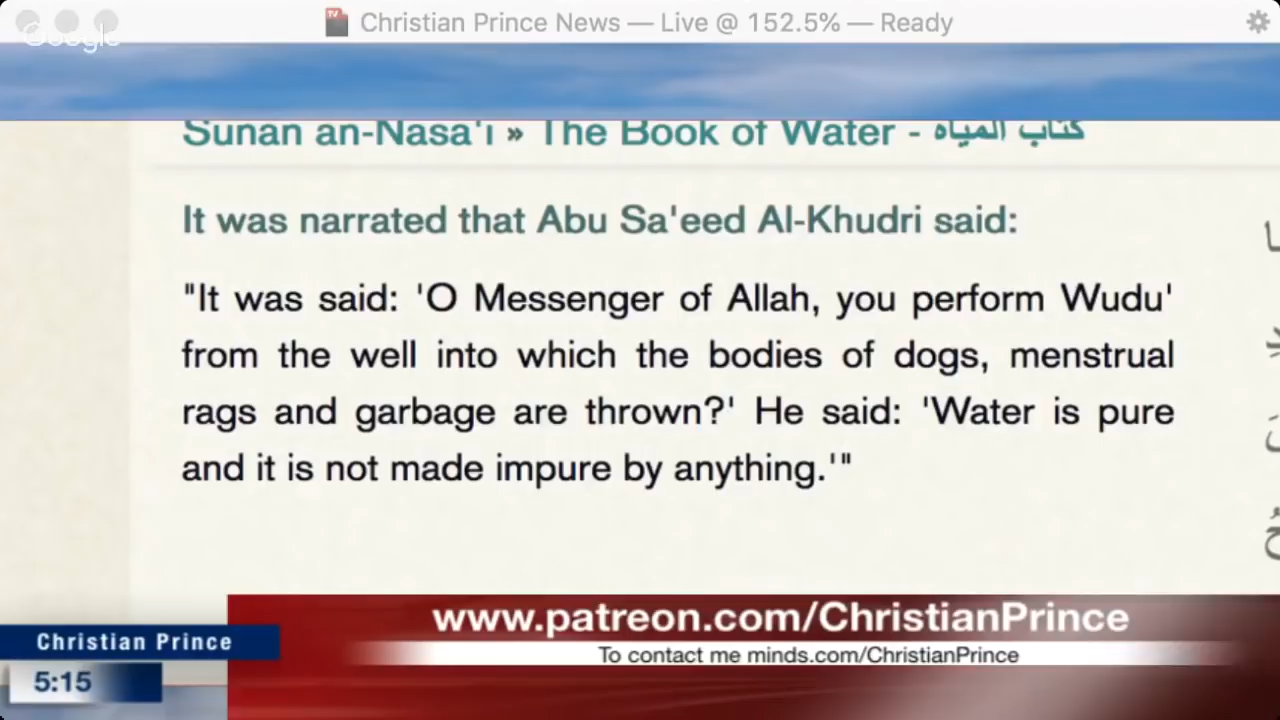 Google
Christian Prince News — Live @ 152.5% — Ready
Sunan an-Nasa'i » The Book of Water - كتاب المياه
It was narrated that Abu Sa'eed Al-Khudri said:
"It was said: 'O Messenger of Allah, you perform Wudu'
from the well into which the bodies of dogs, menstrual
rags and garbage are thrown?' He said: 'Water is pure
and it is not made impure by anything.'"
www.patreon.com/ChristianPrince
To contact me minds.com/ChristianPrince
Christian Prince
5:15